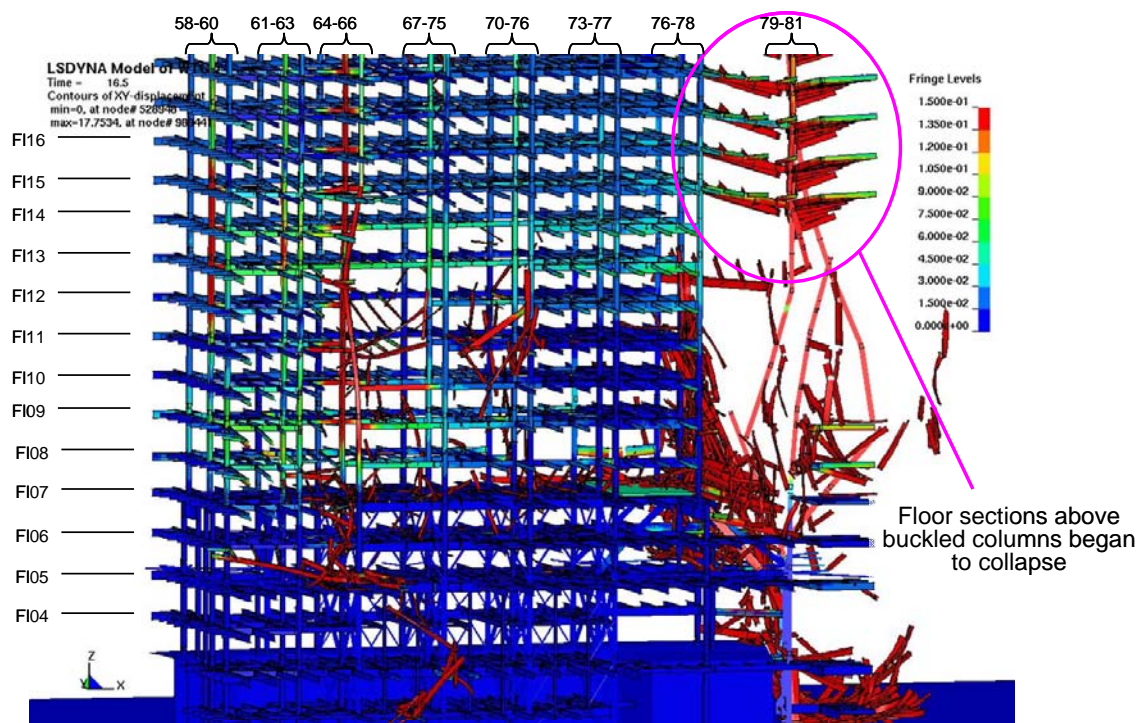 58-60 61-63 64-66 67-75 70-76 73-77 76-78 79-81
LSDYNA Model of
Time = 16.5
Contours of XY-displacement
min=0, at node# 528948
max=17.7534, at node#
Fringe Levels
1.500e-01
1.350e-01
1.200e-01
1.050e-01
9.000e-02
7.500e-02
6.000e-02
4.500e-02
3.000e-02
1.500e-02
0.000e+00
Fl16
Fl15
Fl14
Fl13
Fl12
Fl11
Fl10
Fl09
Fl08
Fl07
Fl06
Fl05
Fl04
Floor sections above
buckled columns began
to collapse
Z
Y X